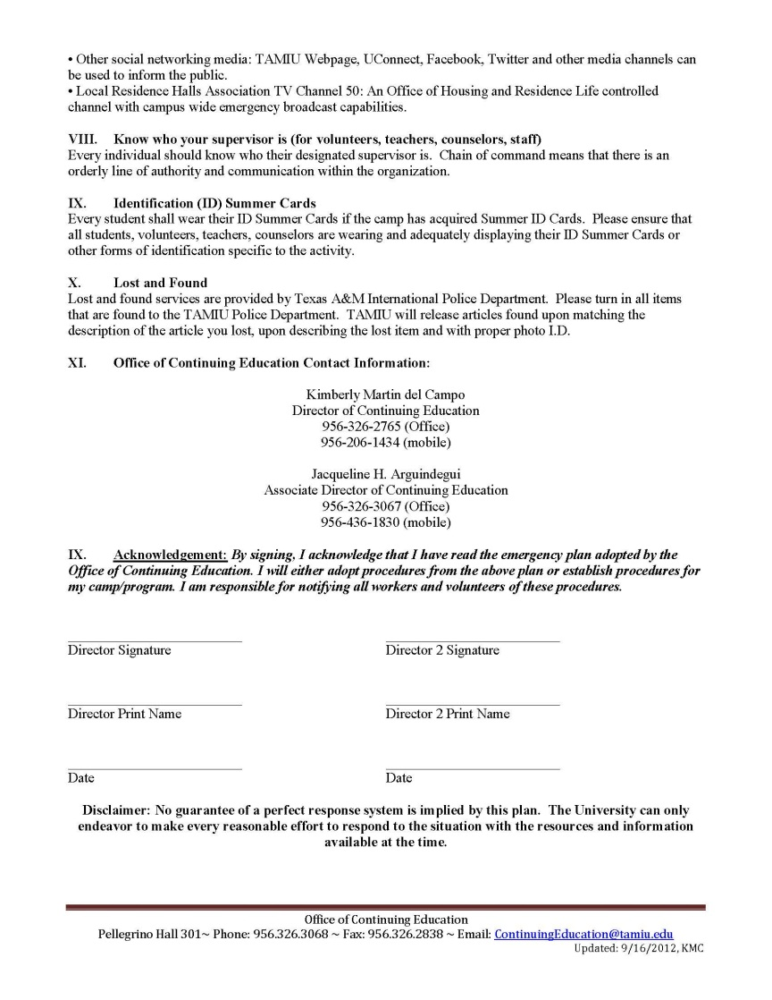 • Other social networking media: TAMIU Webpage, UConnect, Facebook, Twitter and other media channels can
be used to inform the public.
• Local Residence Halls Association TV Channel 50: An Office of Housing and Residence Life controlled
channel with campus wide emergency broadcast capabilities.
VIII. Know who your supervisor is (for volunteers, teachers, counselors, staff)
Every individual should know who their designated supervisor is. Chain of command means that there is an
orderly line of authority and communication within the organization.
IX. Identification (ID) Summer Cards
Every student shall wear their ID Summer Cards if the camp has acquired Summer ID Cards. Please ensure that
all students, volunteers, teachers, counselors are wearing and adequately displaying their ID Summer Cards or
other forms of identification specific to the activity.
X. Lost and Found
Lost and found services are provided by Texas A&M International Police Department. Please turn in all items
that are found to the TAMIU Police Department. TAMIU will release articles found upon matching the
description of the article you lost, upon describing the lost item and with proper photo I.D.
XI. Office of Continuing Education Contact Information:
Kimberly Martin del Campo
Director of Continuing Education
956-326-2765 (Office)
956-206-1434 (mobile)
Jacqueline H. Arguindegui
Associate Director of Continuing Education
956-326-3067 (Office)
956-436-1830 (mobile)
IX. Acknowledgement: By signing, I acknowledge that I have read the emergency plan adopted by the
Office of Continuing Education. I will either adopt procedures from the above plan or establish procedures for
my camp/program. I am responsible for notifying all workers and volunteers of these procedures.
Director Signature Director 2 Signature
Director Print Name Director 2 Print Name
Date Date
Disclaimer: No guarantee of a perfect response system is implied by this plan. The University can only
endeavor to make every reasonable effort to respond to the situation with the resources and information
available at the time.
Office of Continuing Education
Pellegrino Hall 301~ Phone: 956.326.3068 ~ Fax: 956.326.2838 ~ Email: ContinuingEducation@tamiu.edu
Updated: 9/16/2012, KMC